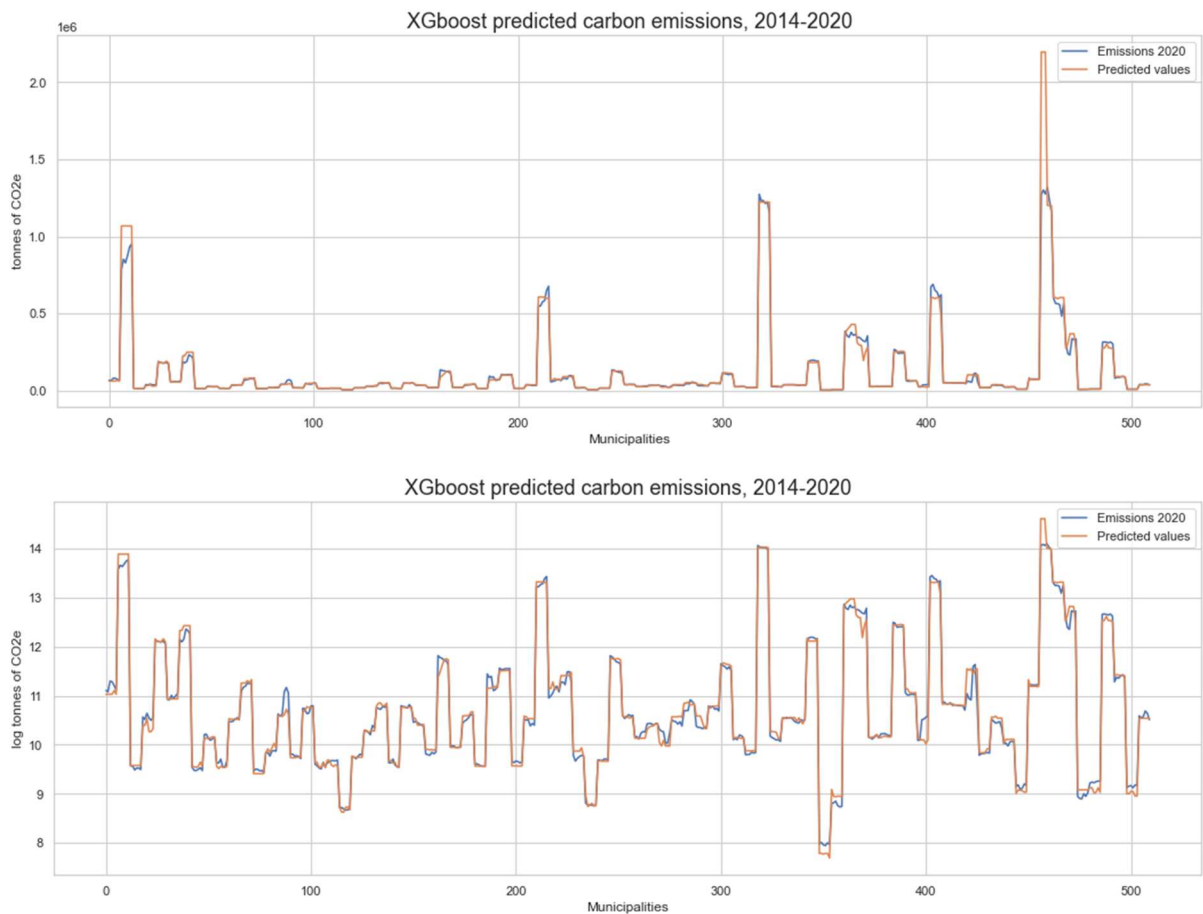 XGboost predicted carbon emissions, 2014-2020
1e6
Emissions 2020
Predicted values
2.0
1.5
1.0
0.5
0.0
tonnes of CO2e
0 100 200 300 400 500
Municipalities
XGboost predicted carbon emissions, 2014-2020
Emissions 2020
Predicted values
14
13
12
11
10
9
8
log tonnes of CO2e
0 100 200 300 400 500
Municipalities